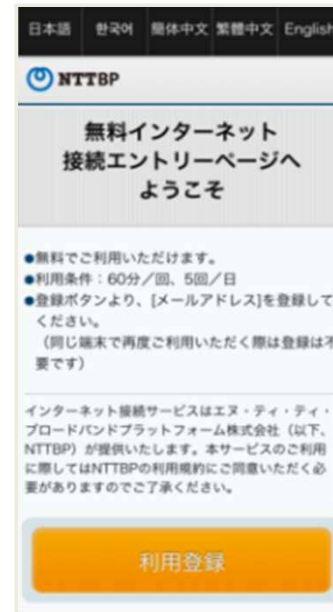 日本語 한국어 簡体中文 繁體中文 English
NTTBP
無料インターネット
接続エントリーページへ
ようこそ
●無料でご利用いただけます。
●利用条件：60分／回、5回／日
●登録ボタンより、[メールアドレス]を登録して
ください。
（同じ端末で再度ご利用いただく際は登録は不
要です）
インターネット接続サービスはエヌ・ティ・ティ・
ブロードバンドプラットフォーム株式会社（以下、
NTTBP）が提供いたします。本サービスのご利用
に際してはNTTBPの利用規約にご同意いただく必
要がありますのでご了承ください。
利用登録